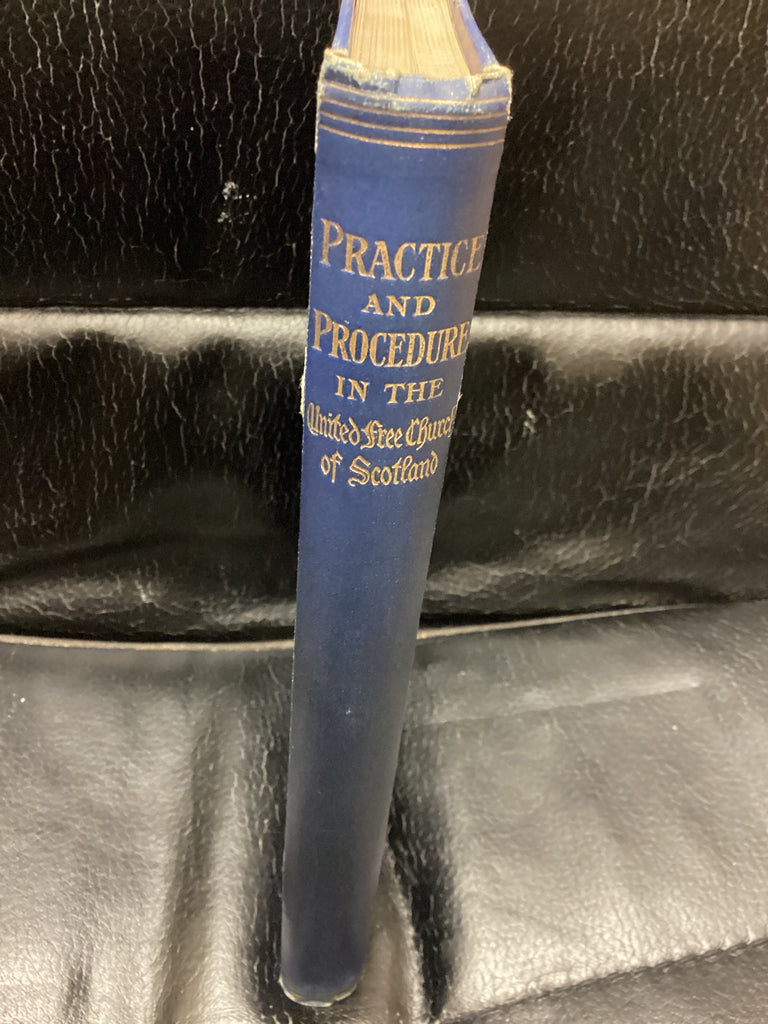 PRACTICE
AND
PROCEDURE
IN THE
United Free Church
of Scotland